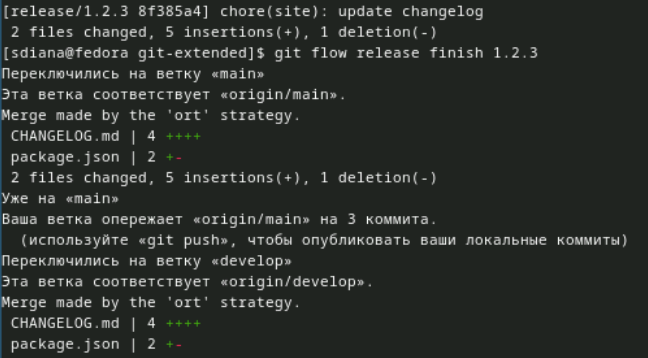 [release/1.2.3 8f385a4] chore(site): update changelog
 2 files changed, 5 insertions(+), 1 deletion(-)
[sdiana@fedora git-extended]$ git flow release finish 1.2.3
Переключились на ветку «main»
Эта ветка соответствует «origin/main».
Merge made by the 'ort' strategy.
 CHANGELOG.md | 4 ++++
 package.json | 2 +-
 2 files changed, 5 insertions(+), 1 deletion(-)
Уже на «main»
Ваша ветка опережает «origin/main» на 3 коммита.
  (используйте «git push», чтобы опубликовать ваши локальные коммиты)
Переключились на ветку «develop»
Эта ветка соответствует «origin/develop».
Merge made by the 'ort' strategy.
 CHANGELOG.md | 4 ++++
 package.json | 2 +-